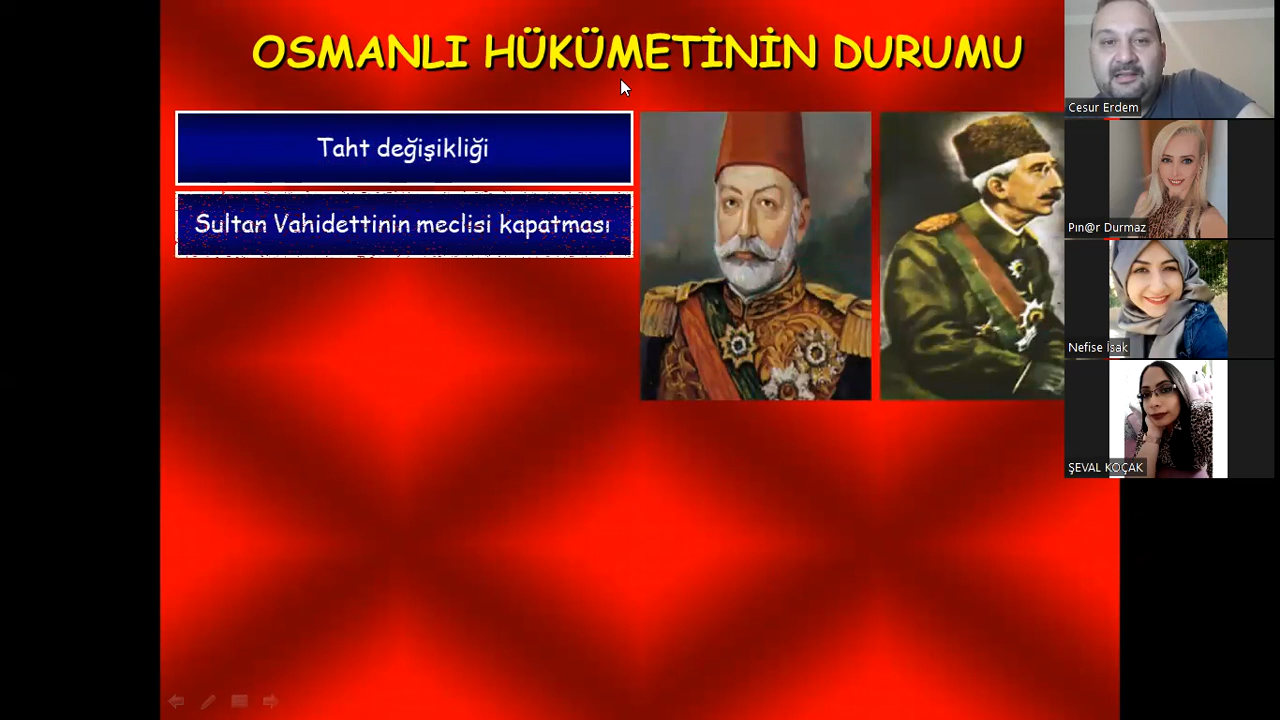 OSMANLI HÜKÜMETİNİN DURUMU
Taht değişikliği
Sultan Vahidettinin meclisi kapatması
Cesur Erdem
Pın@r Durmaz
Nefise İsak
ŞEVAL KOÇAK